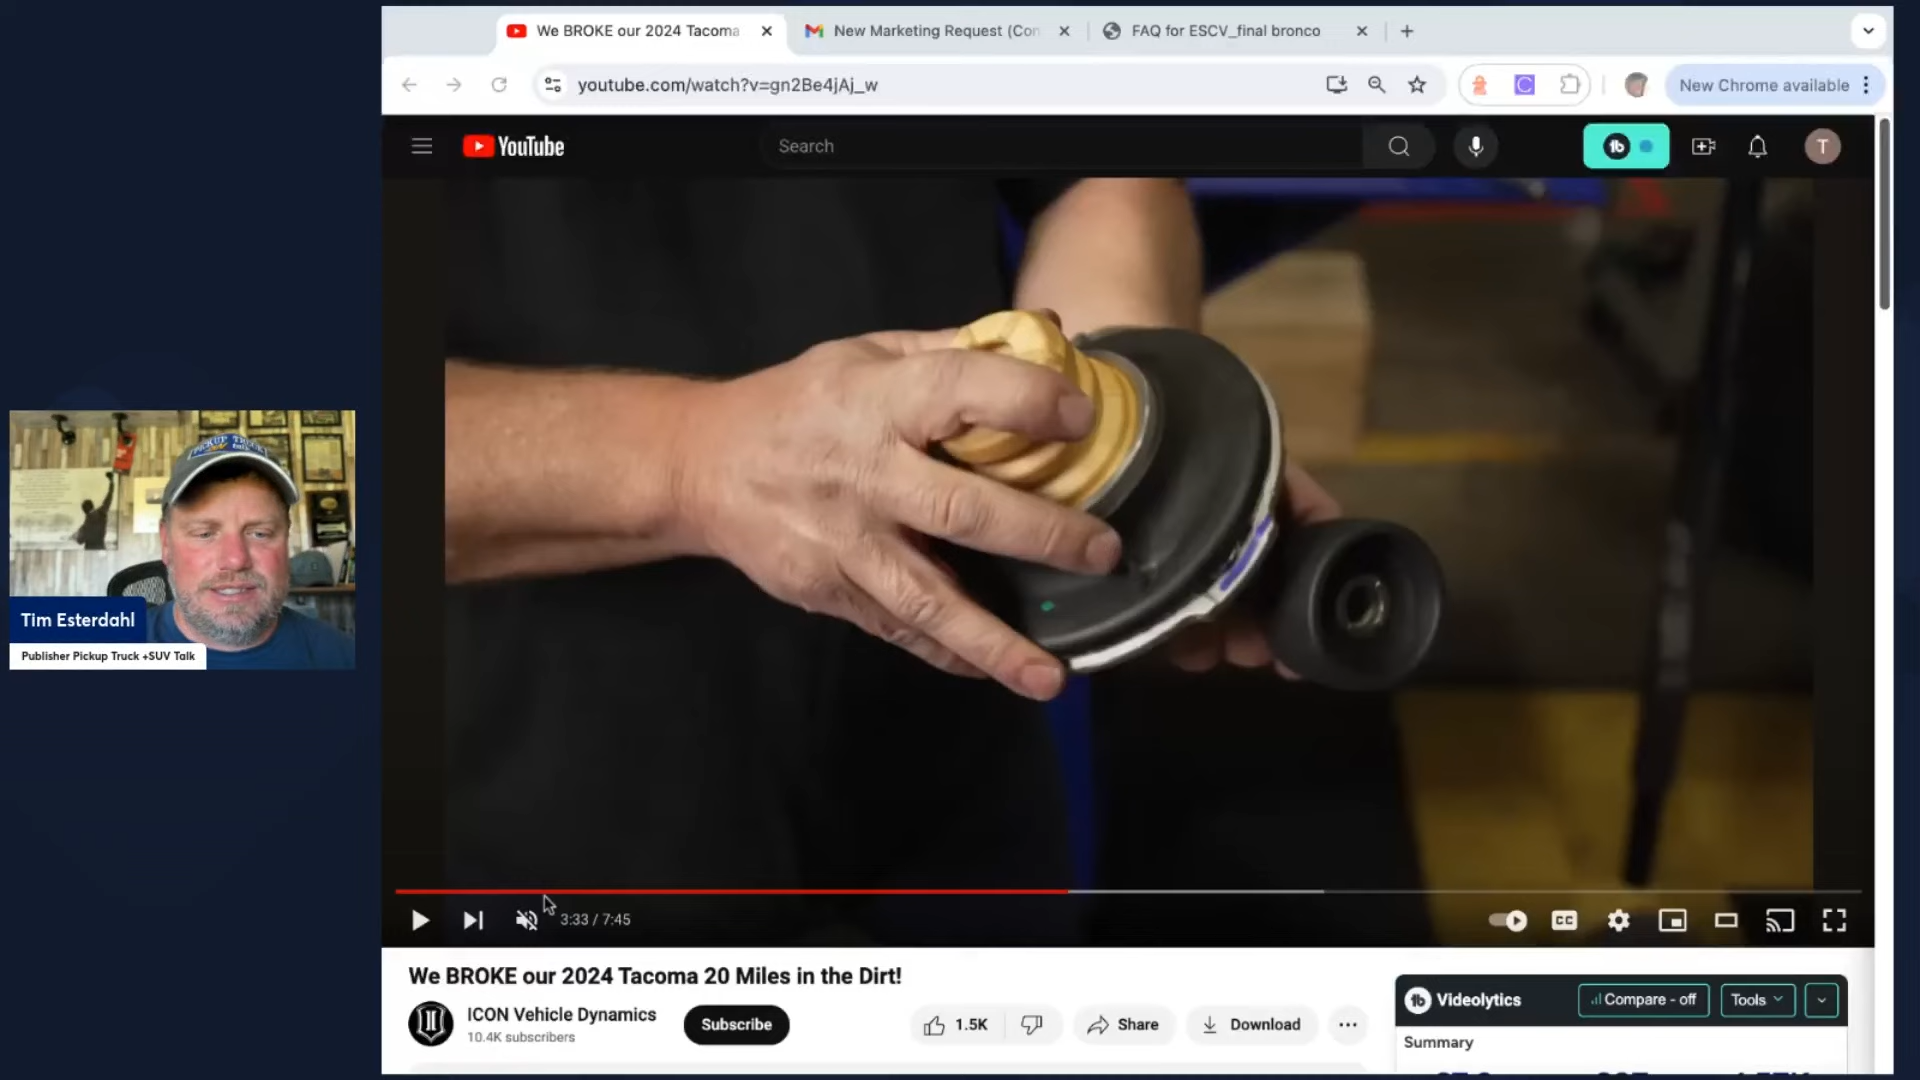 We BROKE our 2024 Tacoma
New Marketing Request (Con
FAQ for ESCV_final bronco
youtube.com/watch?v=gn2Be4jAj_w
New Chrome available
YouTube
Search
T
PICKUP TRUCK
Tim Esterdahl
Publisher Pickup Truck +SUV Talk
3:33 / 7:45
CC
We BROKE our 2024 Tacoma 20 Miles in the Dirt!
ICON Vehicle Dynamics
10.4K subscribers
Subscribe
1.5K
Share
Download
Videolytics
Compare - off
Tools
Summary